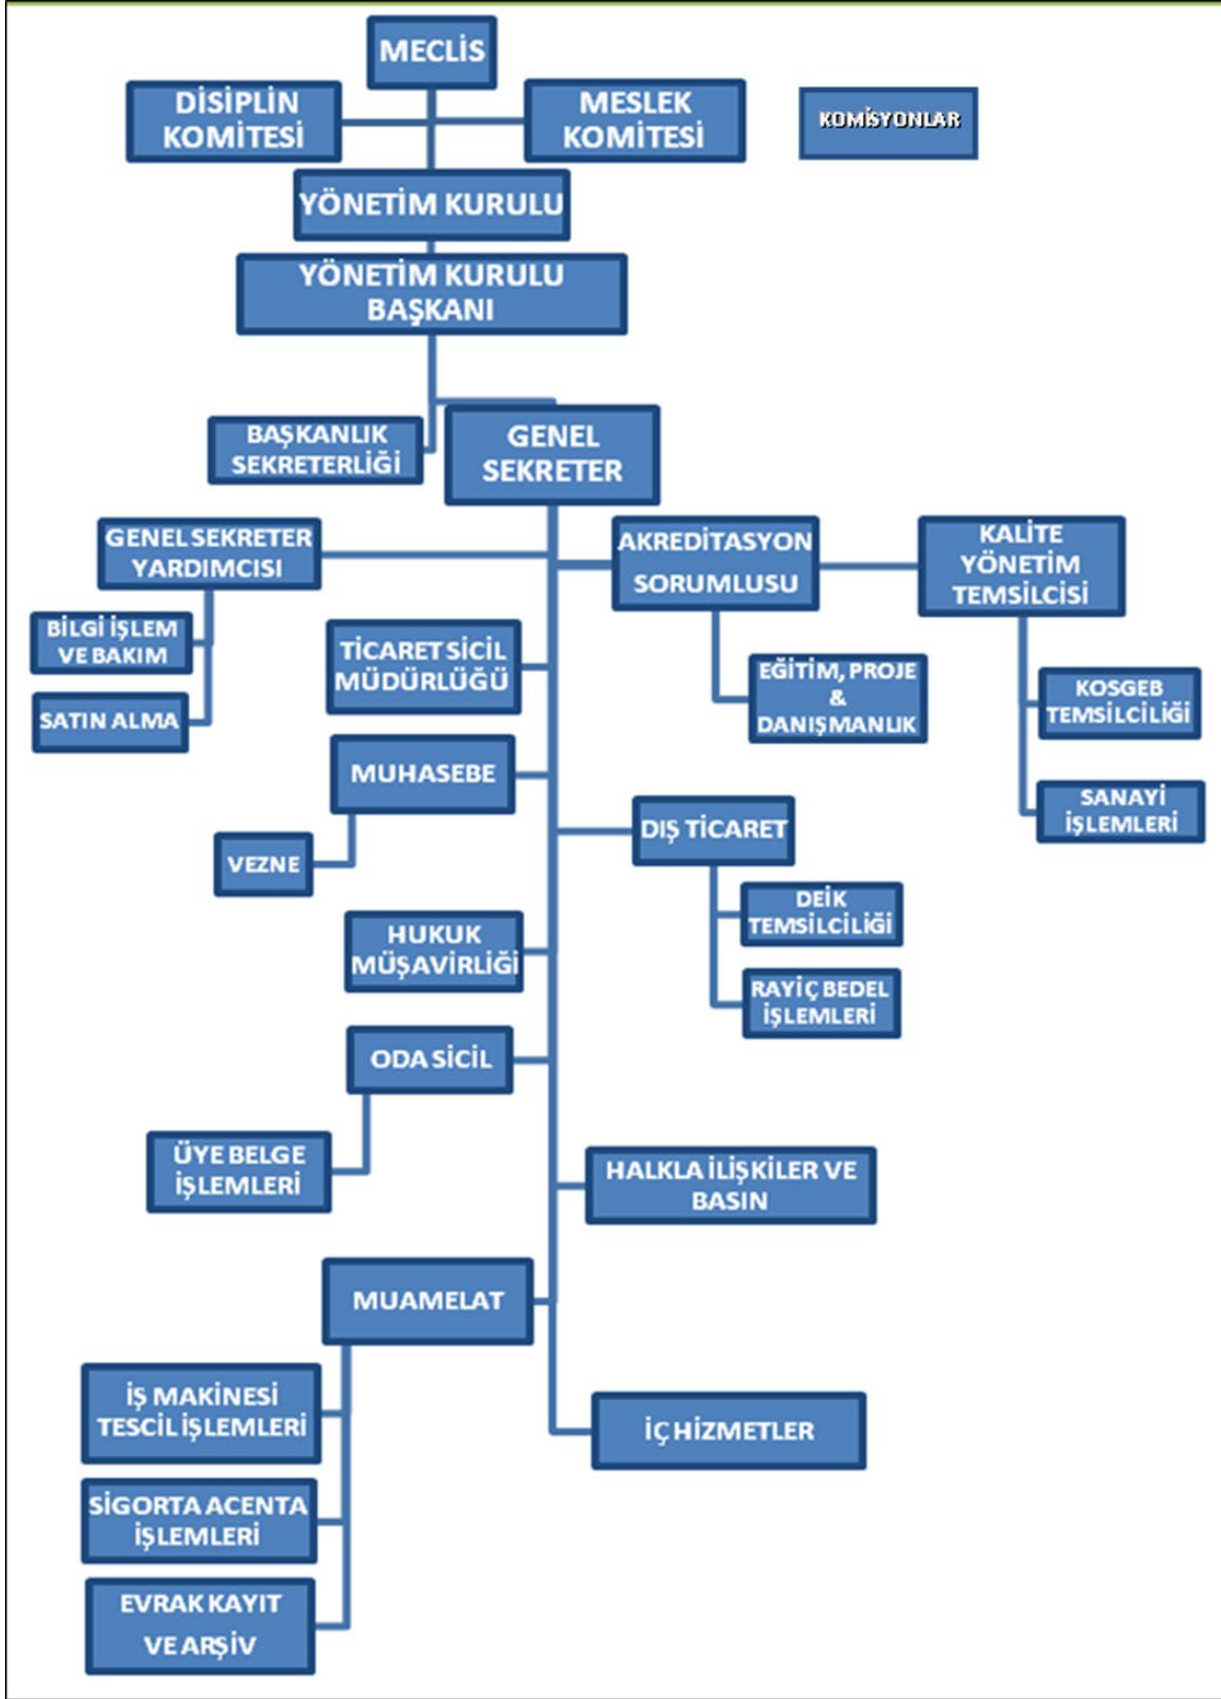 MECLİS
DİSİPLİN
KOMİTESİ
MESLEK
KOMİTESİ
KOMİSYONLAR
YÖNETİM KURULU
YÖNETİM KURULU
BAŞKANI
BAŞKANLIK
SEKRETERLİĞİ
GENEL
SEKRETER
GENEL SEKRETER
YARDIMCISI
AKREDİTASYON
SORUMLUSU
KALİTE
YÖNETİM
TEMSİLCİSİ
BİLGİ İŞLEM
VE BAKIM
TİCARET SİCİL
MÜDÜRLÜĞÜ
EĞİTİM, PROJE
&
DANIŞMANLIK
KOSGEB
TEMSİLCİLİĞİ
SATIN ALMA
MUHASEBE
SANAYİ
İŞLEMLERİ
DIŞ TİCARET
VEZNE
DEİK
TEMSİLCİLİĞİ
HUKUK
MÜŞAVİRLİĞİ
RAYİÇ BEDEL
İŞLEMLERİ
ODA SİCİL
ÜYE BELGE
İŞLEMLERİ
HALKLA İLİŞKİLER VE
BASIN
MUAMELAT
İŞ MAKİNESİ
TESCİL İŞLEMLERİ
İÇ HİZMETLER
SİGORTA ACENTA
İŞLEMLERİ
EVRAK KAYIT
VE ARŞİV